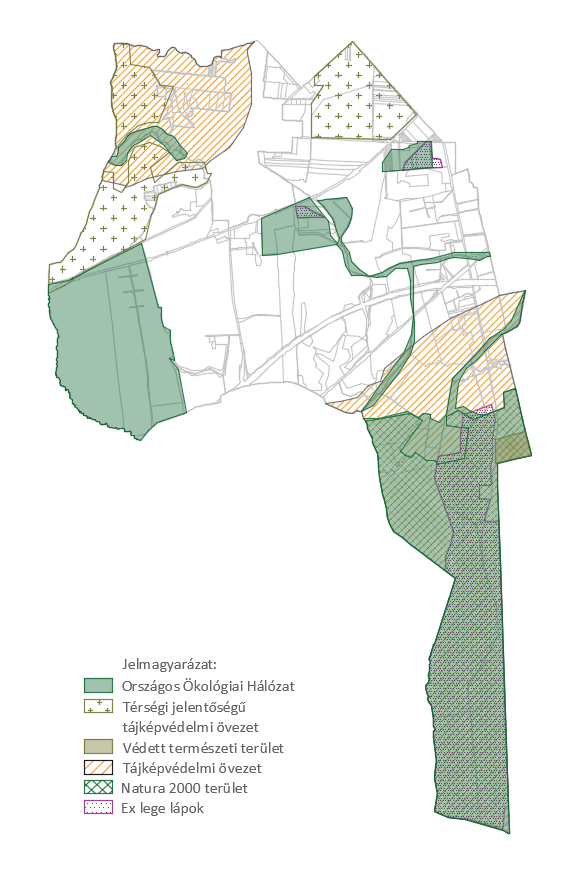 Jelmagyarázat:
Országos Ökológiai Hálózat
Térségi jelentőségű
tájképvédelmi övezet
Védett természeti terület
Tájképvédelmi övezet
Natura 2000 terület
Ex lege lápok